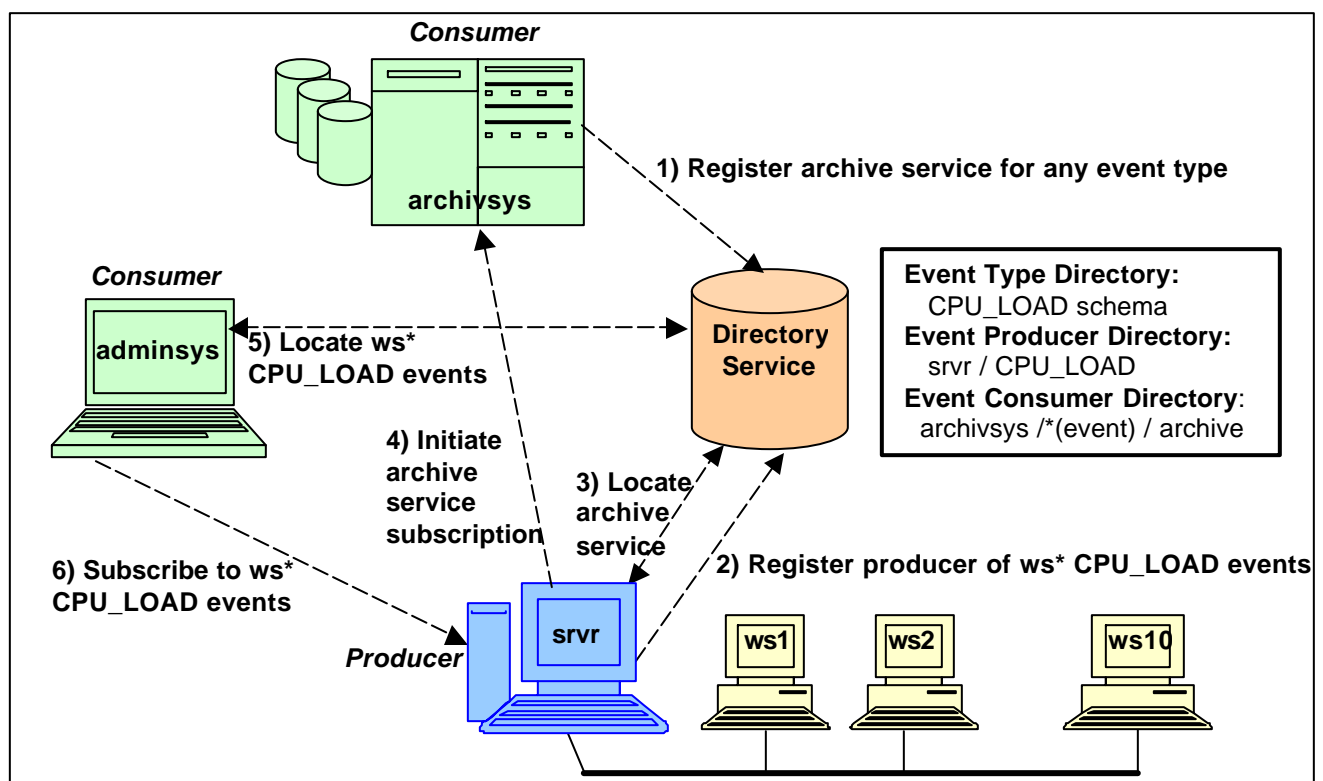 Consumer
archivsys
1) Register archive service for any event type
Consumer
adminsys
5) Locate ws*
CPU_LOAD events
Directory
Service
Event Type Directory:
CPU_LOAD schema
Event Producer Directory:
srvr / CPU_LOAD
Event Consumer Directory:
archivsys /*(event) / archive
4) Initiate
archive
service
subscription
3) Locate
archive
service
2) Register producer of ws* CPU_LOAD events
6) Subscribe to ws*
CPU_LOAD events
Producer
srvr
ws1
ws2
ws10